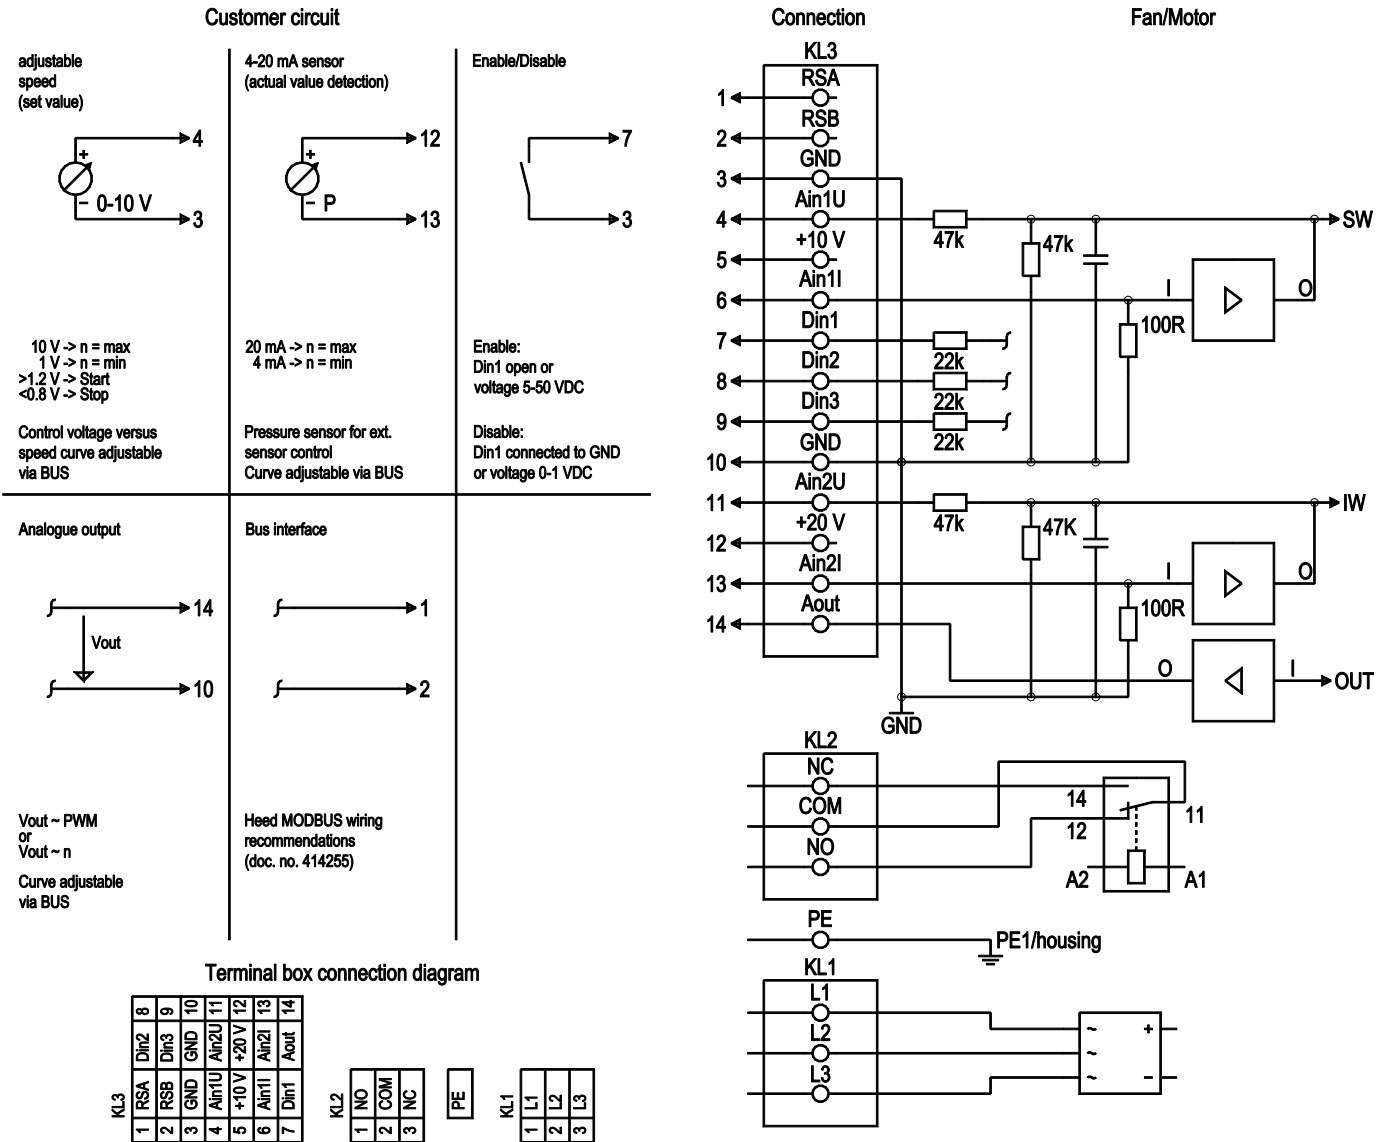 Customer circuit
adjustable
speed
(set value)
4
+
- 0-10 V
3
10 V -> n = max
1 V -> n = min
>1.2 V -> Start
<0.8 V -> Stop
Control voltage versus
speed curve adjustable
via BUS
4-20 mA sensor
(actual value detection)
12
+
- P
13
20 mA -> n = max
4 mA -> n = min
Pressure sensor for ext.
sensor control
Curve adjustable via BUS
Enable/Disable
7
3
Enable:
Din1 open or
voltage 5-50 VDC
Disable:
Din1 connected to GND
or voltage 0-1 VDC
Analogue output
14
Vout
10
Vout ~ PWM
or
Vout ~ n
Curve adjustable
via BUS
Bus interface
1
2
Heed MODBUS wiring
recommendations
(doc. no. 414255)
Terminal box connection diagram
KL3
1 RSA Din2 8
2 RSB Din3 9
3 GND GND 10
4 Ain1U Ain2U 11
5 +10 V +20 V 12
6 Ain1I Ain2I 13
7 Din1 Aout 14
KL2
1 NO
2 COM
3 NC
PE
KL1
1 L1
2 L2
3 L3
Connection
Fan/Motor
KL3
RSA
1
RSB
2
GND
3
Ain1U
4
47k
47k
SW
+10 V
5
Ain1I
6
I
O
100R
Din1
7
22k
Din2
8
22k
Din3
9
22k
GND
10
Ain2U
11
47k
47K
IW
+20 V
12
Ain2I
13
I
O
100R
Aout
14
O
I
OUT
GND
KL2
NC
14
COM
11
12
NO
A2
A1
PE
PE1/housing
KL1
L1
~ +
L2
~
L3
~ -